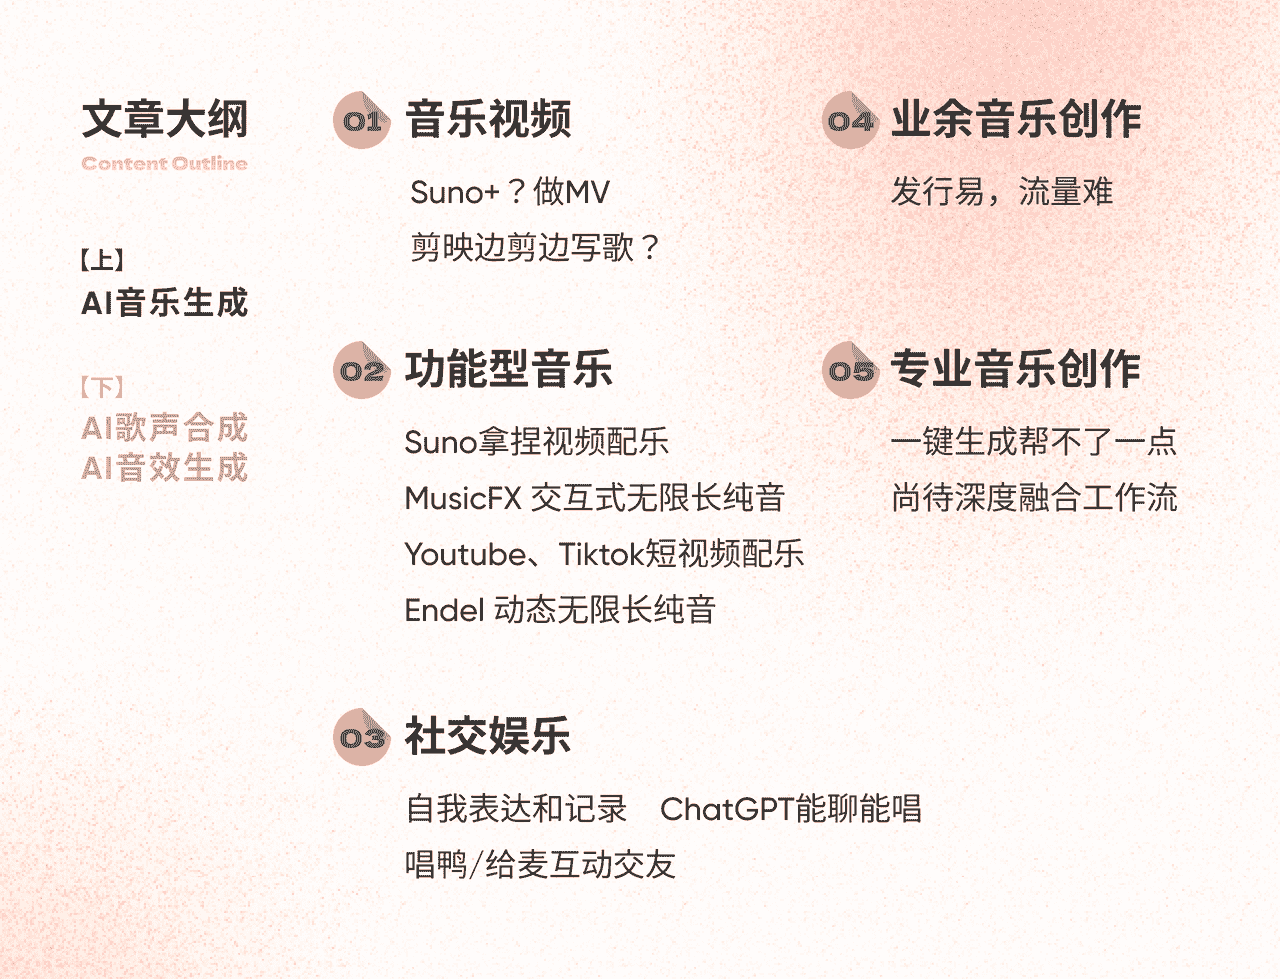 文章大纲
Content Outline
【上】
AI音乐生成
【下】
AI歌声合成
AI音效生成
01 音乐视频
Suno+？做MV
剪映边剪边写歌？
02 功能型音乐
Suno拿捏视频配乐
MusicFX 交互式无限长纯音
Youtube、Tiktok短视频配乐
Endel 动态无限长纯音
03 社交娱乐
自我表达和记录 ChatGPT能聊能唱
唱鸭/给麦互动交友
04 业余音乐创作
发行易，流量难
05 专业音乐创作
一键生成帮不了一点
尚待深度融合工作流